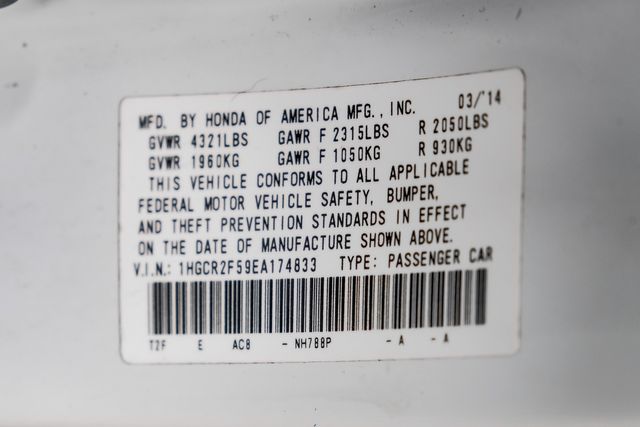 MFD. BY HONDA OF AMERICA MFG., INC. 03/'14
GVWR 4321LBS GAWR F 2315LBS R 2050LBS
GVWR 1960KG GAWR F 1050KG R 930KG
THIS VEHICLE CONFORMS TO ALL APPLICABLE
FEDERAL MOTOR VEHICLE SAFETY, BUMPER,
AND THEFT PREVENTION STANDARDS IN EFFECT
ON THE DATE OF MANUFACTURE SHOWN ABOVE.
V.I.N.: 1HGCR2F59EA174833 TYPE: PASSENGER CAR
T2F E AC8 - NH788P - A - A